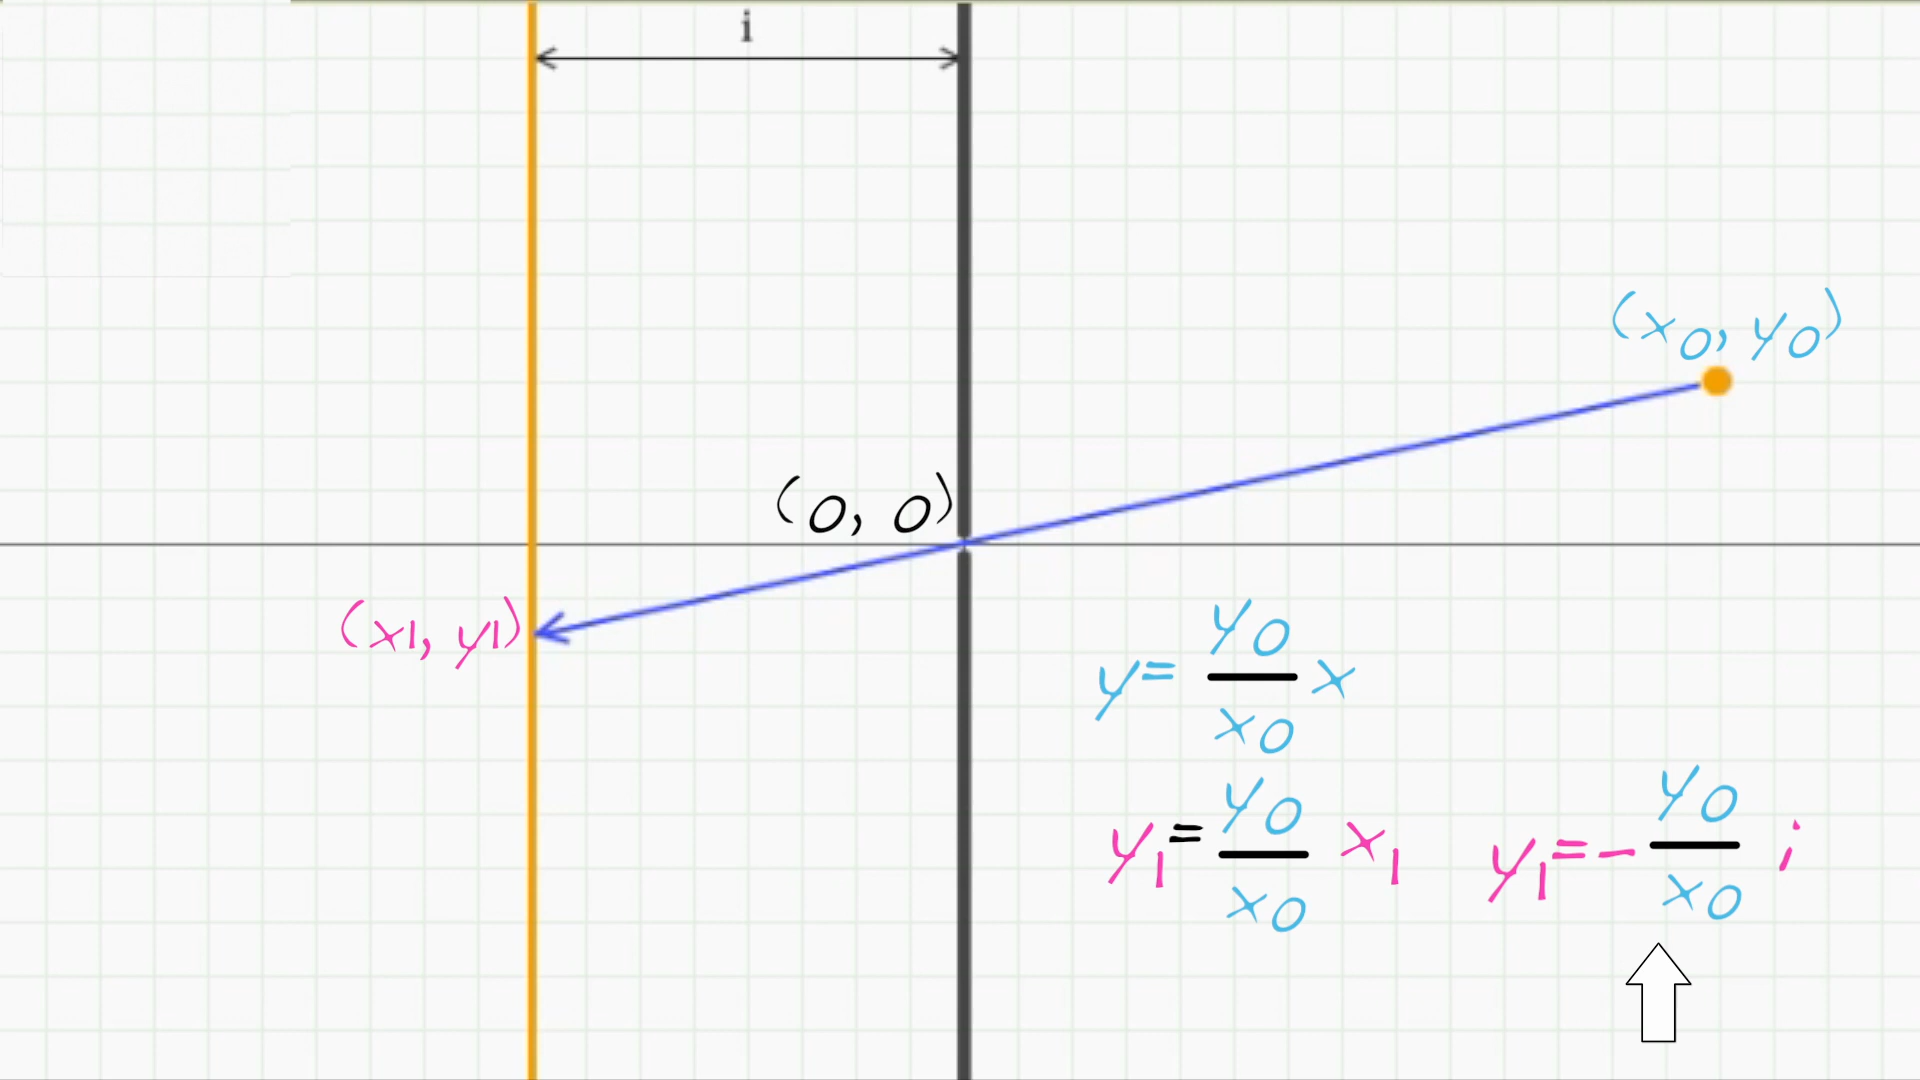 i
(x0, y0)
(0, 0)
(x1, y1)
y = y0/x0 x
y1 = y0/x0 x1
y1 = - y0/x0 i